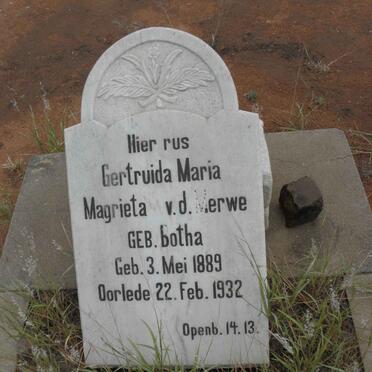 Hier rus
Gertruida Maria
Magrieta v.d. Merwe
GEB. Botha
Geb. 3. Mei 1889
Oorlede 22. Feb. 1932
Openb. 14. 13.